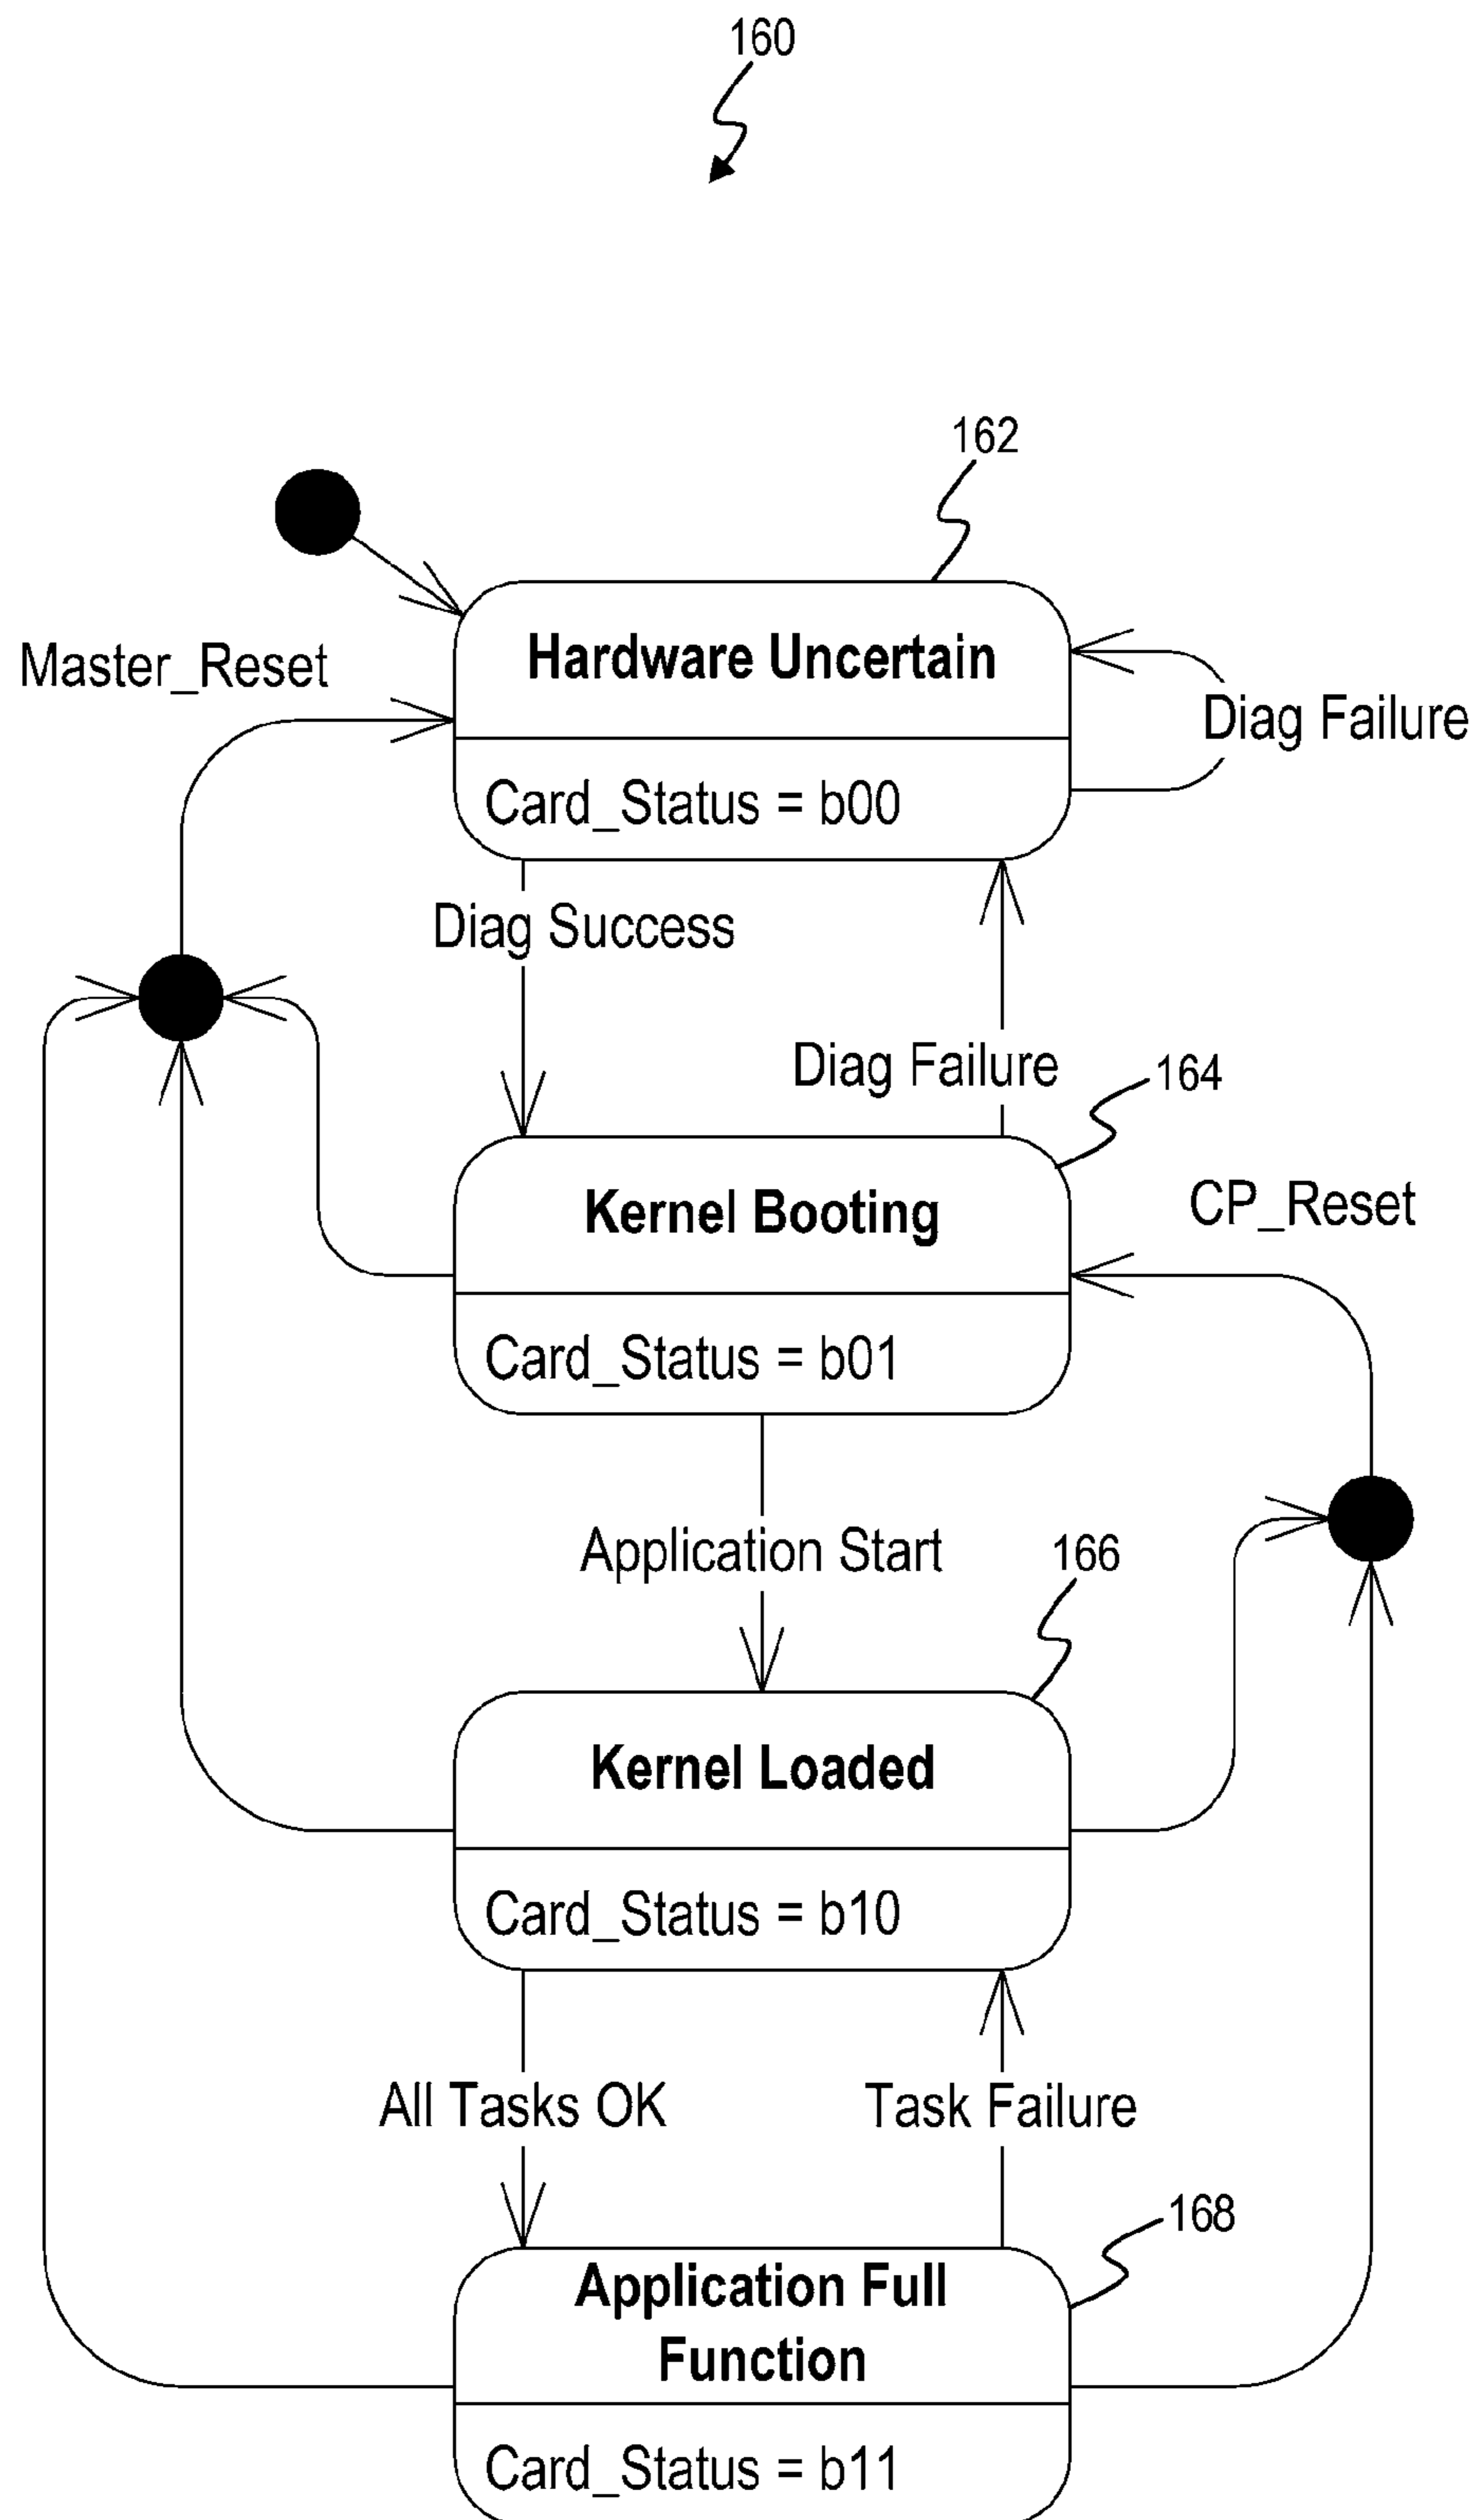 160
162
Hardware Uncertain
Master_Reset
Diag Failure
Card_Status = b00
Diag Success
Diag Failure
164
Kernel Booting
CP_Reset
Card_Status = b01
Application Start
166
Kernel Loaded
Card_Status = b10
All Tasks OK
Task Failure
168
Application Full
Function
Card_Status = b11